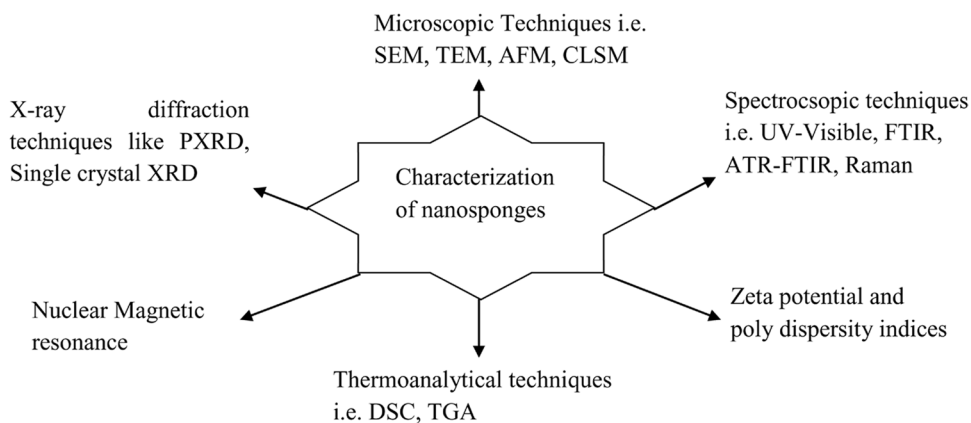 Microscopic Techniques i.e.
SEM, TEM, AFM, CLSM
X-ray diffraction
techniques like PXRD,
Single crystal XRD
Spectrocsopic techniques
i.e. UV-Visible, FTIR,
ATR-FTIR, Raman
Characterization
of nanosponges
Nuclear Magnetic
resonance
Zeta potential and
poly dispersity indices
Thermoanalytical techniques
i.e. DSC, TGA